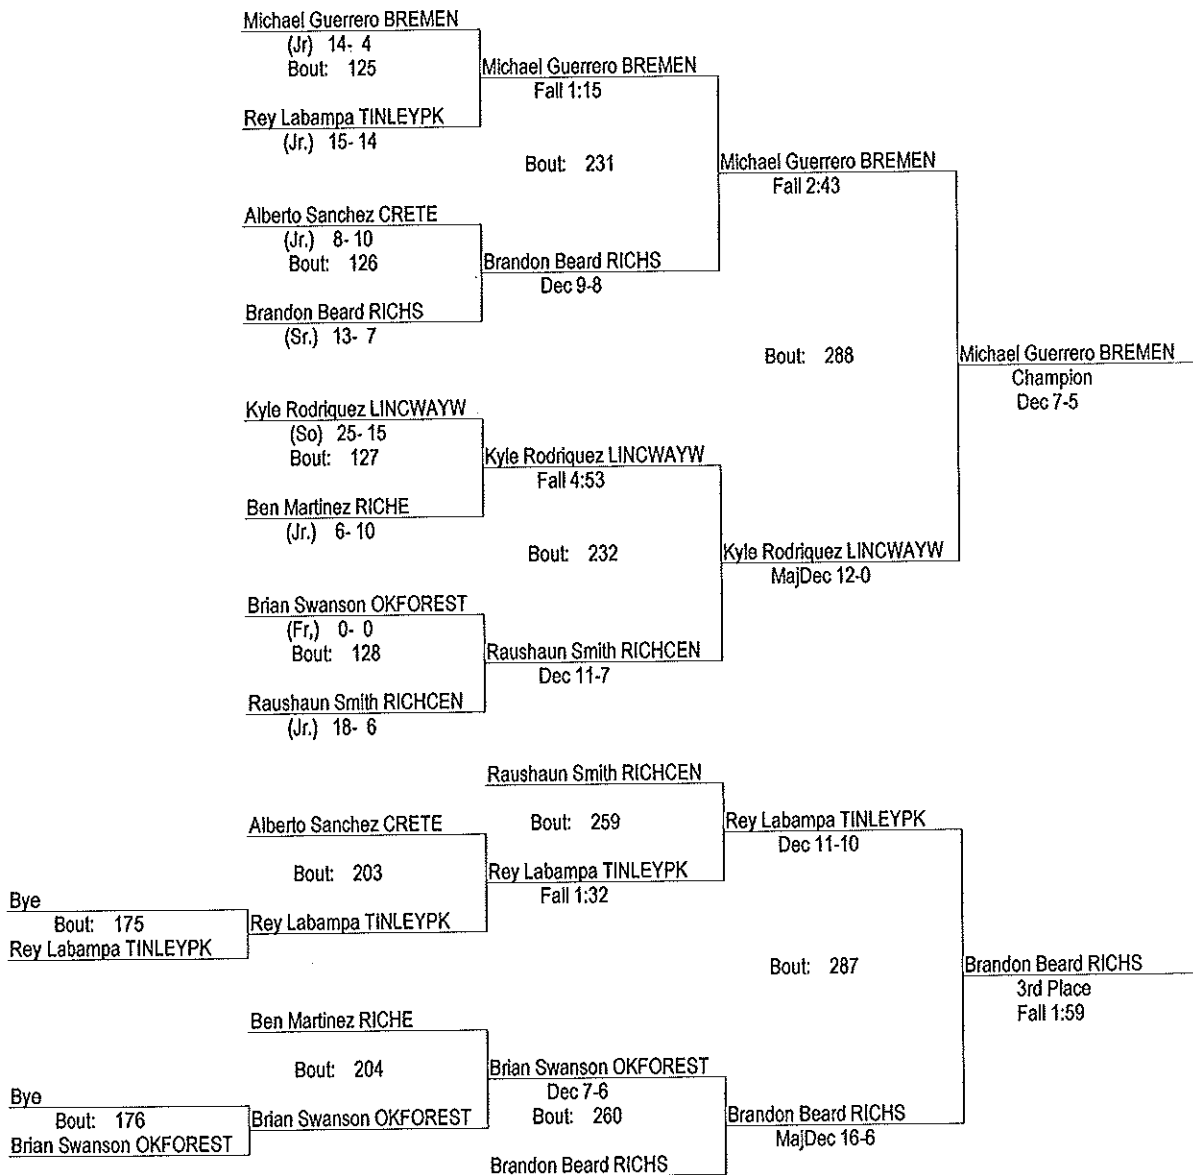 Michael Guerrero BREMEN
(Jr) 14- 4
Bout: 125
Michael Guerrero BREMEN
Fall 1:15
Rey Labampa TINLEYPK
(Jr.) 15- 14
Bout: 231
Michael Guerrero BREMEN
Fall 2:43
Alberto Sanchez CRETE
(Jr.) 8- 10
Bout: 126
Brandon Beard RICHS
Dec 9-8
Brandon Beard RICHS
(Sr.) 13- 7
Bout: 288
Michael Guerrero BREMEN
Champion
Dec 7-5
Kyle Rodriquez LINCWAYW
(So) 25- 15
Bout: 127
Kyle Rodriquez LINCWAYW
Fall 4:53
Ben Martinez RICHE
(Jr.) 6- 10
Bout: 232
Kyle Rodriquez LINCWAYW
MajDec 12-0
Brian Swanson OKFOREST
(Fr,) 0- 0
Bout: 128
Raushaun Smith RICHCEN
Dec 11-7
Raushaun Smith RICHCEN
(Jr.) 18- 6
Raushaun Smith RICHCEN
Alberto Sanchez CRETE
Bout: 259
Rey Labampa TINLEYPK
Dec 11-10
Bout: 203
Rey Labampa TINLEYPK
Fall 1:32
Bye
Bout: 175
Rey Labampa TINLEYPK
Rey Labampa TINLEYPK
Bout: 287
Brandon Beard RICHS
3rd Place
Fall 1:59
Ben Martinez RICHE
Bout: 204
Brian Swanson OKFOREST
Dec 7-6
Bye
Bout: 176
Brian Swanson OKFOREST
Brian Swanson OKFOREST
Bout: 260
Brandon Beard RICHS
MajDec 16-6
Brandon Beard RICHS